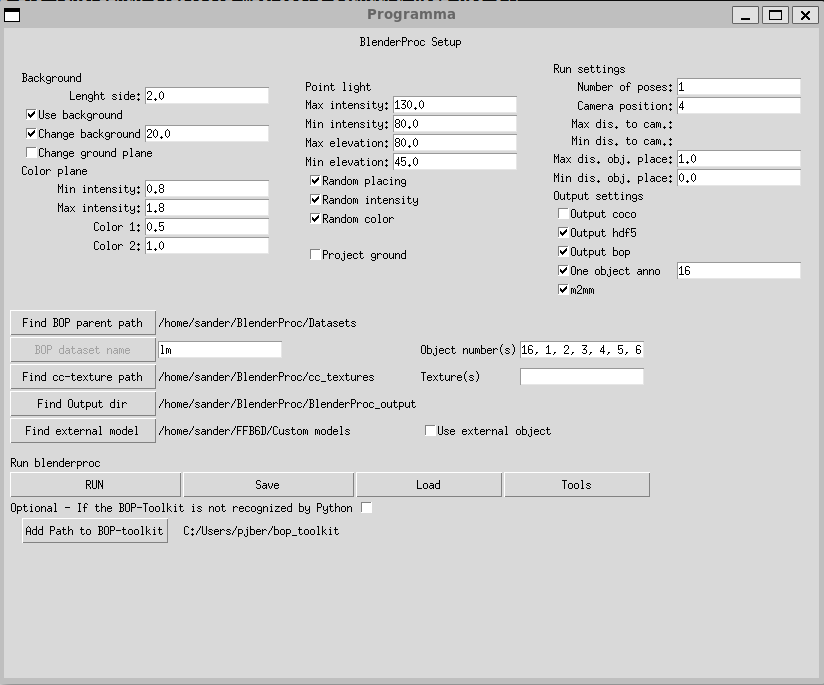 Programma
BlenderProc Setup
Background
Lenght side: 2.0
Use background
Change background 20.0
Change ground plane
Color plane
Min intensity: 0.8
Max intensity: 1.8
Color 1: 0.5
Color 2: 1.0
Point light
Max intensity: 130.0
Min intensity: 80.0
Max elevation: 80.0
Min elevation: 45.0
Random placing
Random intensity
Random color
Project ground
Run settings
Number of poses: 1
Camera position: 4
Max dis. to cam.:
Min dis. to cam.:
Max dis. obj. place: 1.0
Min dis. obj. place: 0.0
Output settings
Output coco
Output hdf5
Output bop
One object anno 16
m2mm
Find BOP parent path /home/sander/BlenderProc/Datasets
BOP dataset name lm Object number(s) 16, 1, 2, 3, 4, 5, 6
Find cc-texture path /home/sander/BlenderProc/cc_textures Texture(s)
Find Output dir /home/sander/BlenderProc/BlenderProc_output
Find external model /home/sander/FFB6D/Custom models Use external object
Run blenderproc
RUN Save Load Tools
Optional - If the BOP-Toolkit is not recognized by Python
Add Path to BOP-toolkit C:/Users/pjber/bop_toolkit